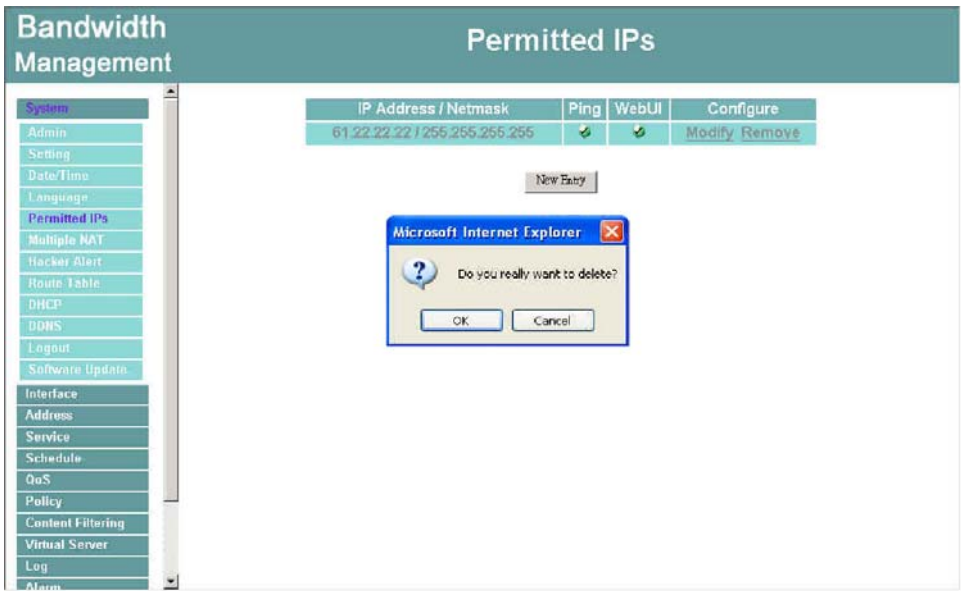 Bandwidth
Management
Permitted IPs
System
Admin
Setting
Date/Time
Language
Permitted IPs
Multiple NAT
Hacker Alert
Route Table
DHCP
DDNS
Logout
Software Update
Interface
Address
Service
Schedule
QoS
Policy
Content Filtering
Virtual Server
Log
Alarm
IP Address / Netmask Ping WebUI Configure
61.22.22.22 / 255.255.255.255 Modify Remove
New Entry
Microsoft Internet Explorer
Do you really want to delete?
OK Cancel